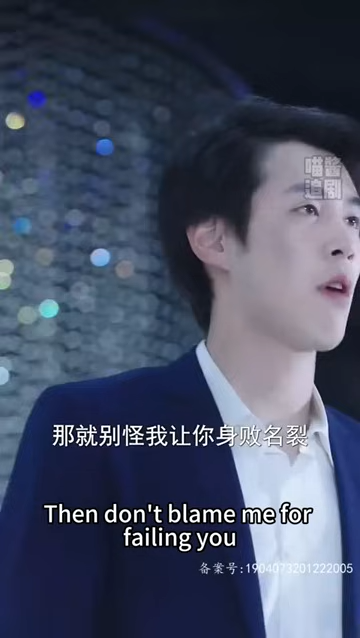 喵酱
追剧
那就别怪我让你身败名裂
Then don't blame me for
failing you
备案号:1904073201222005